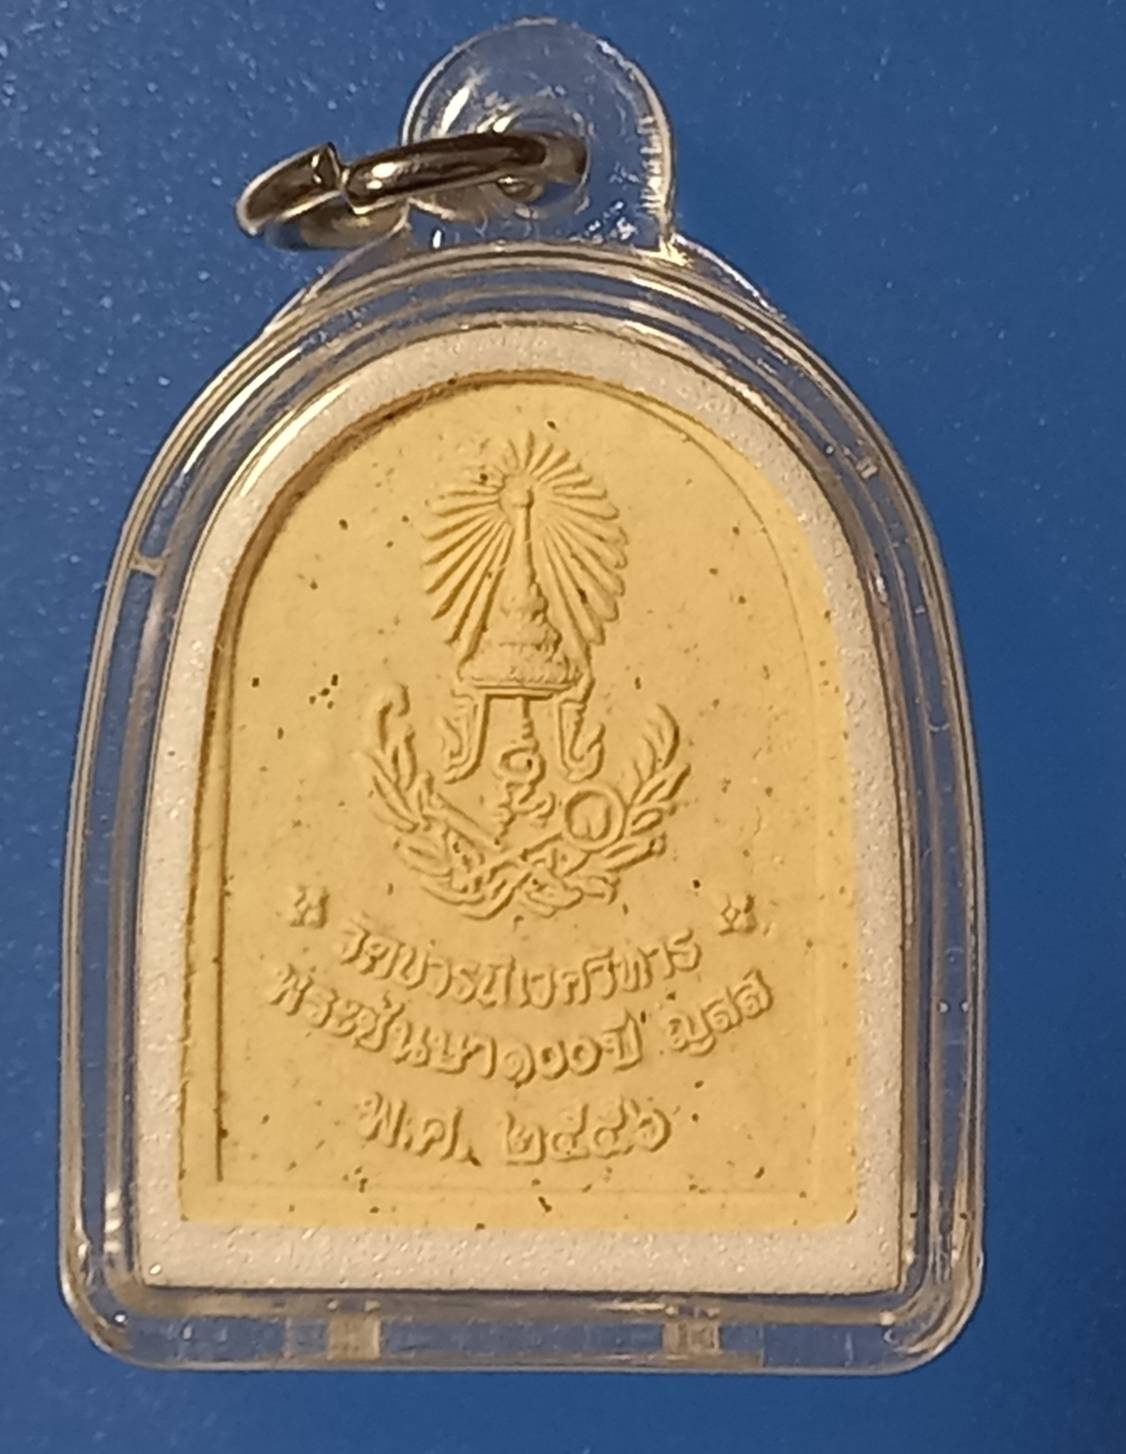 วัดบวรนิเวศวิหาร
พระชันษา ๑๐๐ ปี ญสส
พ.ศ. ๒๕๕๖